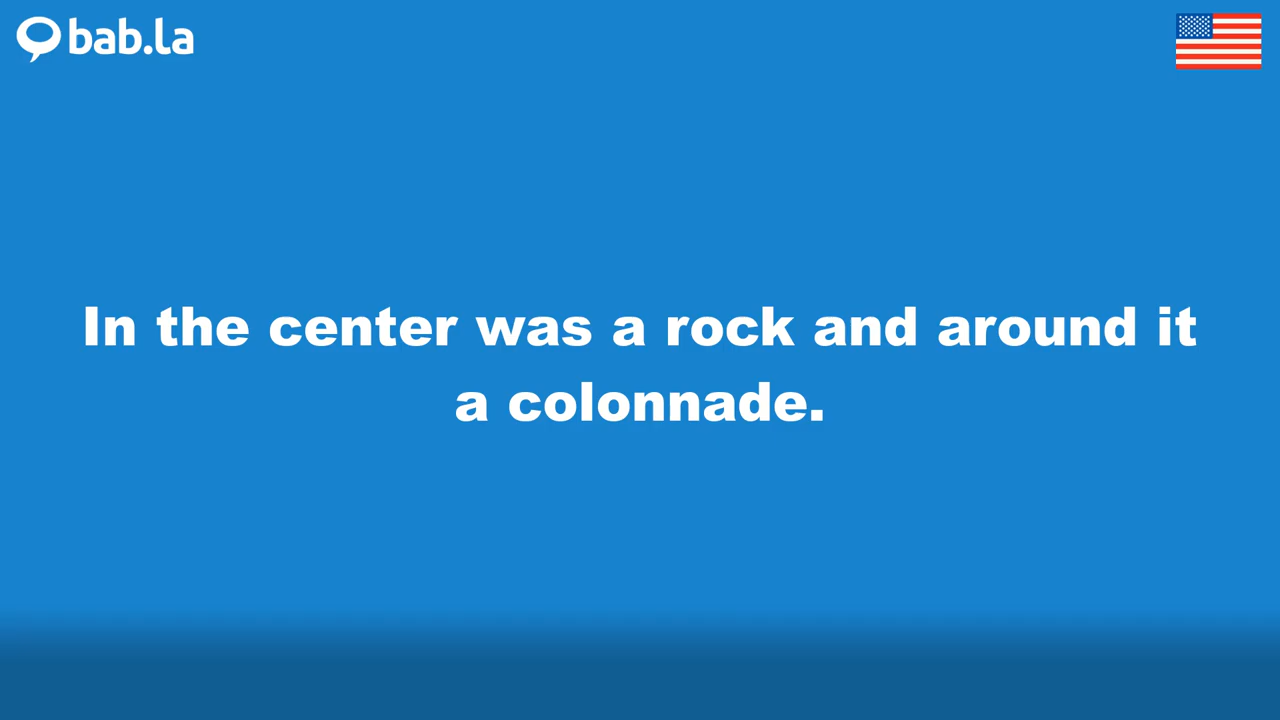 bab.la
In the center was a rock and around it
a colonnade.